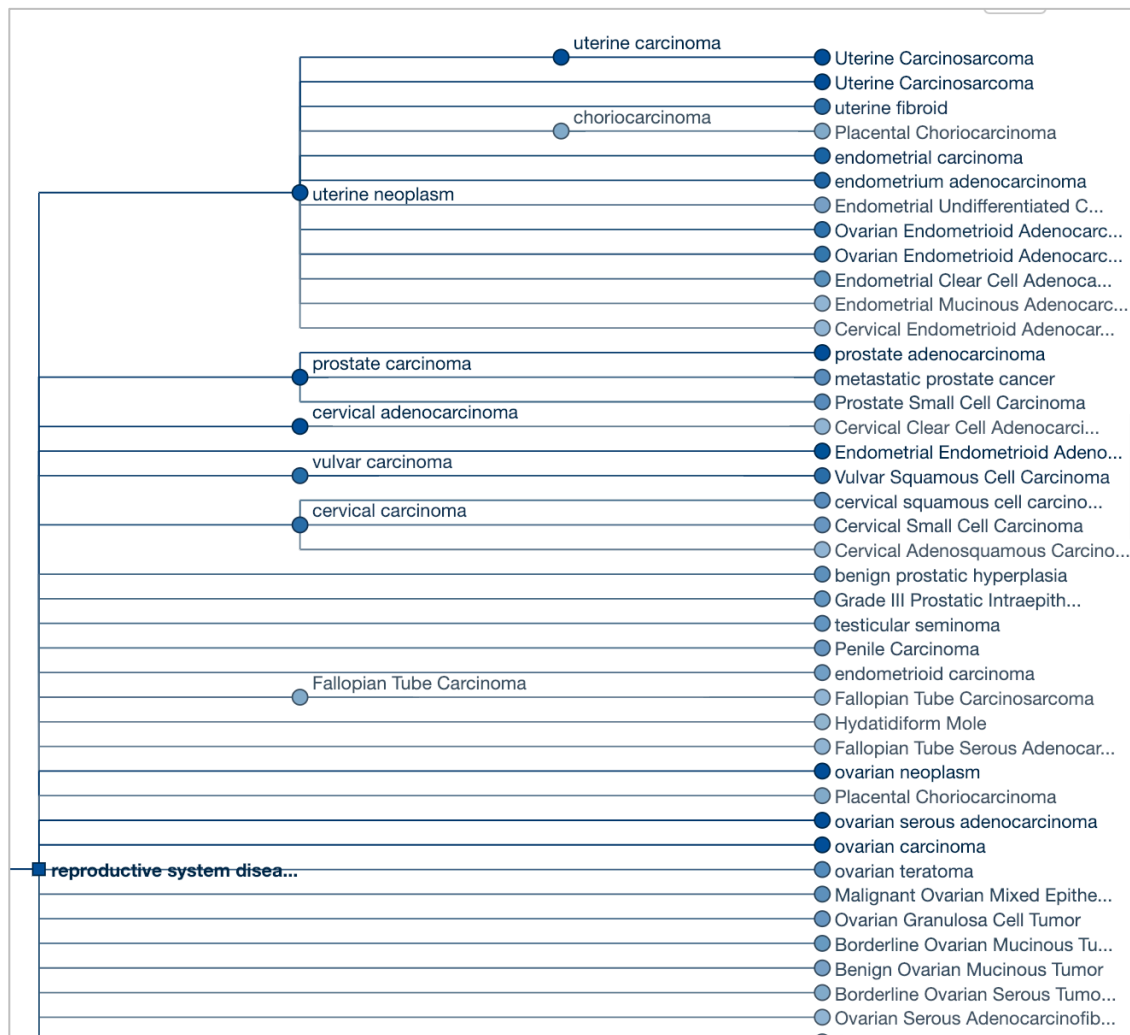 uterine carcinoma
Uterine Carcinosarcoma
Uterine Carcinosarcoma
uterine fibroid
choriocarcinoma
Placental Choriocarcinoma
endometrial carcinoma
endometrium adenocarcinoma
uterine neoplasm
Endometrial Undifferentiated C...
Ovarian Endometrioid Adenocarc...
Ovarian Endometrioid Adenocarc...
Endometrial Clear Cell Adenoca...
Endometrial Mucinous Adenocarc...
Cervical Endometrioid Adenocar...
prostate adenocarcinoma
prostate carcinoma
metastatic prostate cancer
Prostate Small Cell Carcinoma
cervical adenocarcinoma
Cervical Clear Cell Adenocarci...
Endometrial Endometrioid Adeno...
vulvar carcinoma
Vulvar Squamous Cell Carcinoma
cervical squamous cell carcino...
cervical carcinoma
Cervical Small Cell Carcinoma
Cervical Adenosquamous Carcino...
benign prostatic hyperplasia
Grade III Prostatic Intraepith...
testicular seminoma
Penile Carcinoma
endometrioid carcinoma
Fallopian Tube Carcinoma
Fallopian Tube Carcinosarcoma
Hydatidiform Mole
Fallopian Tube Serous Adenocar...
ovarian neoplasm
Placental Choriocarcinoma
ovarian serous adenocarcinoma
ovarian carcinoma
reproductive system disea...
ovarian teratoma
Malignant Ovarian Mixed Epithe...
Ovarian Granulosa Cell Tumor
Borderline Ovarian Mucinous Tu...
Benign Ovarian Mucinous Tumor
Borderline Ovarian Serous Tumo...
Ovarian Serous Adenocarcinofib...